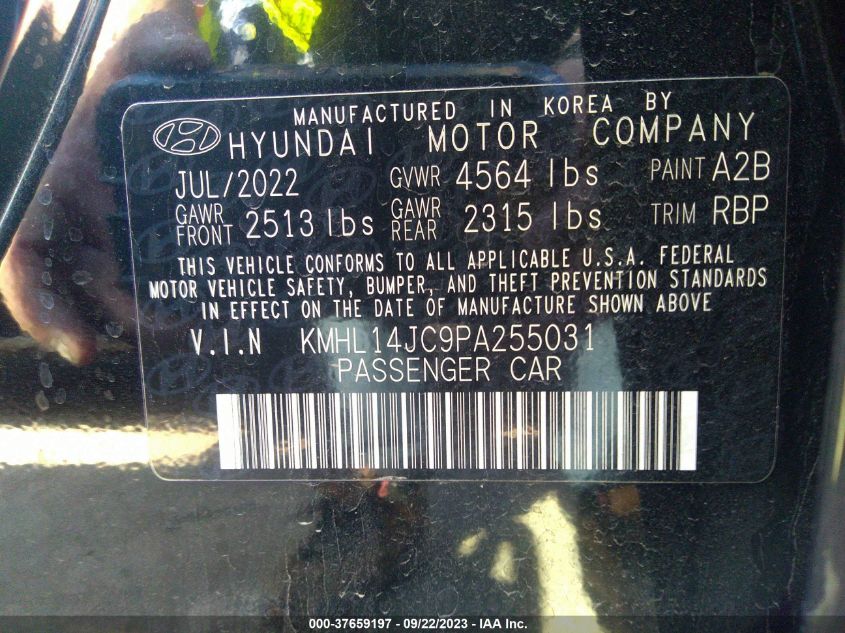 MANUFACTURED IN KOREA BY
HYUNDAI MOTOR COMPANY
JUL/2022 GVWR 4564 lbs PAINT A2B
GAWR FRONT 2513 lbs GAWR REAR 2315 lbs TRIM RBP
THIS VEHICLE CONFORMS TO ALL APPLICABLE U.S.A. FEDERAL
MOTOR VEHICLE SAFETY, BUMPER, AND THEFT PREVENTION STANDARDS
IN EFFECT ON THE DATE OF MANUFACTURE SHOWN ABOVE
V.I.N KMHL14JC9PA255031
PASSENGER CAR
000-37659197 - 09/22/2023 - IAA Inc.